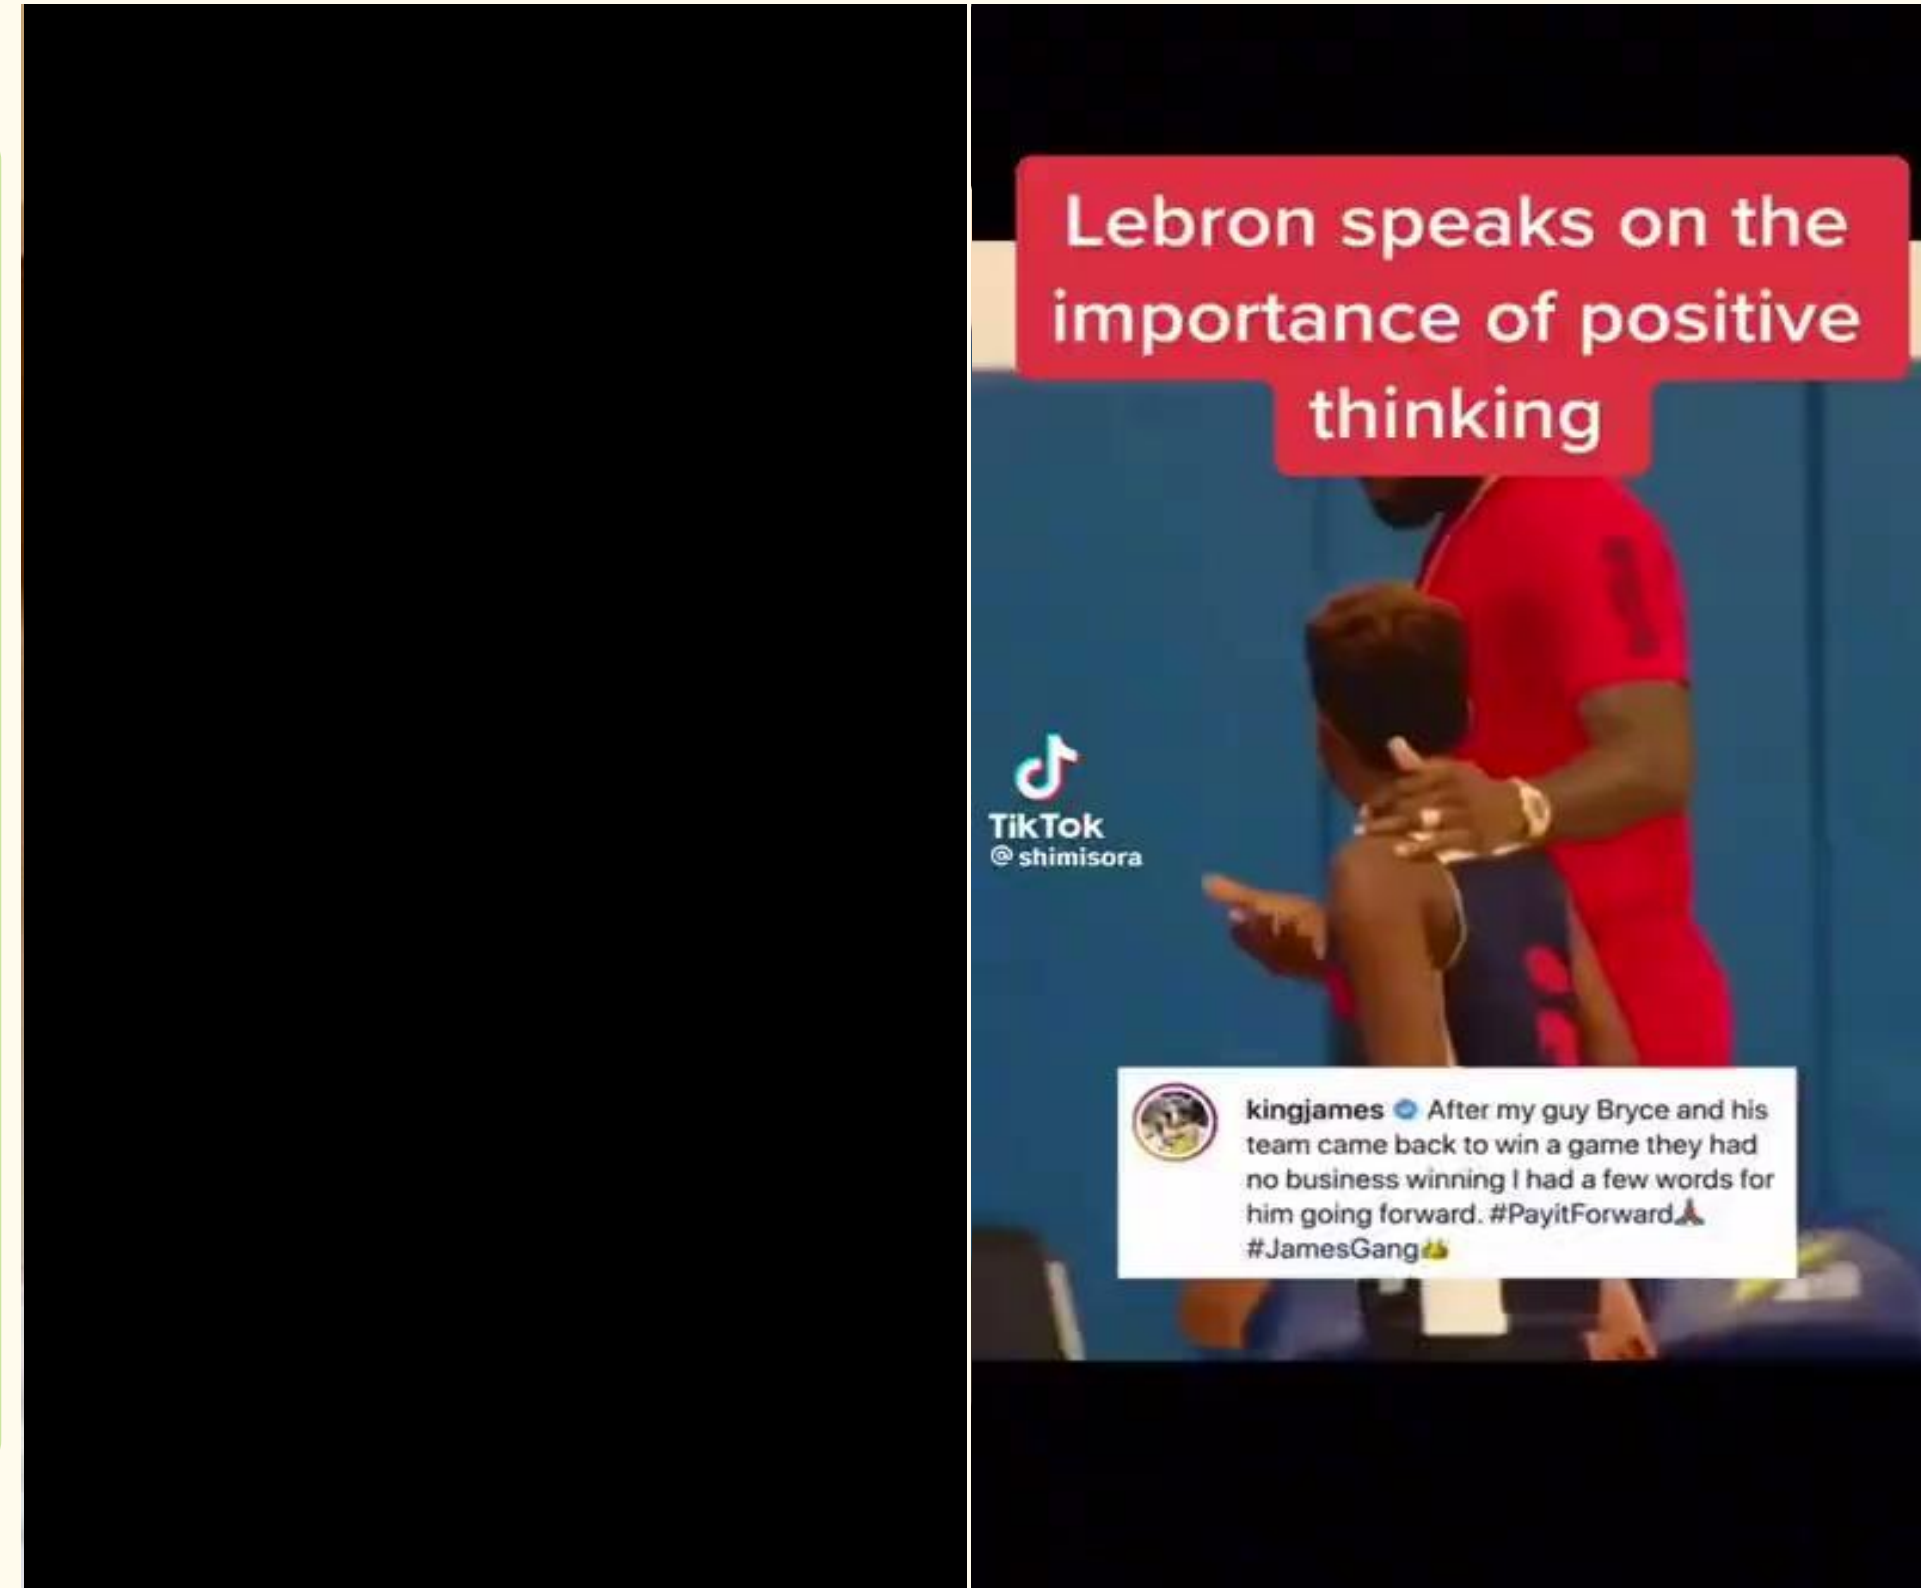 Lebron speaks on the
importance of positive
thinking
TikTok
@shimisora
kingjames After my guy Bryce and his
team came back to win a game they had
no business winning I had a few words for
him going forward. #PayitForward🙏🏾
#JamesGang👑